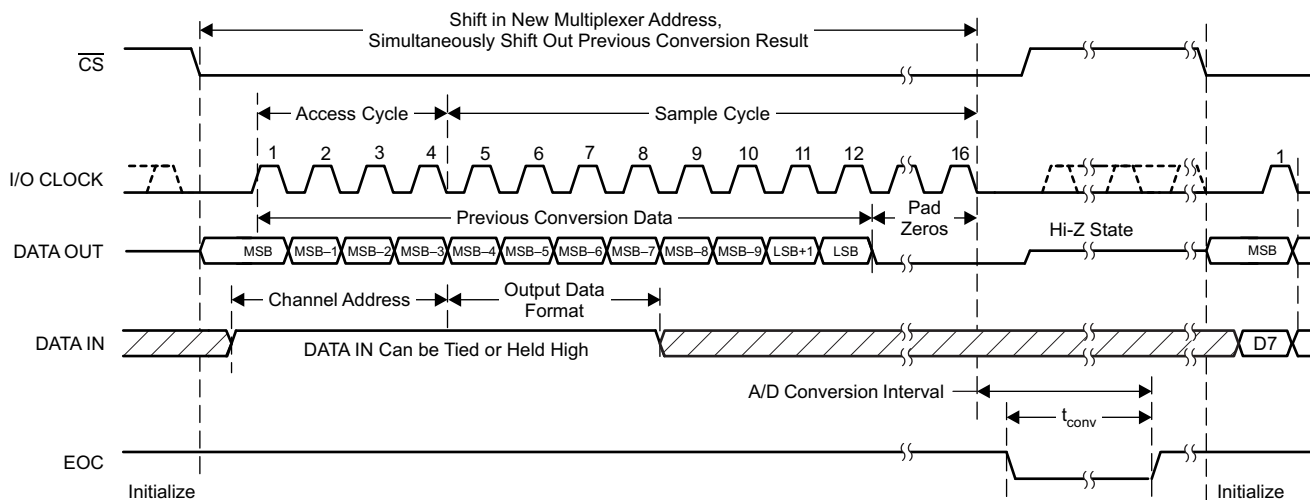 Shift in New Multiplexer Address,
Simultaneously Shift Out Previous Conversion Result
CS
Access Cycle
Sample Cycle
1 2 3 4 5 6 7 8 9 10 11 12 16 1
I/O CLOCK
Previous Conversion Data
Pad
Zeros
Hi-Z State
DATA OUT
MSB MSB–1 MSB–2 MSB–3 MSB–4 MSB–5 MSB–6 MSB–7 MSB–8 MSB–9 LSB+1 LSB MSB
Channel Address
Output Data
Format
DATA IN
DATA IN Can be Tied or Held High
D7
A/D Conversion Interval
tconv
EOC
Initialize
Initialize